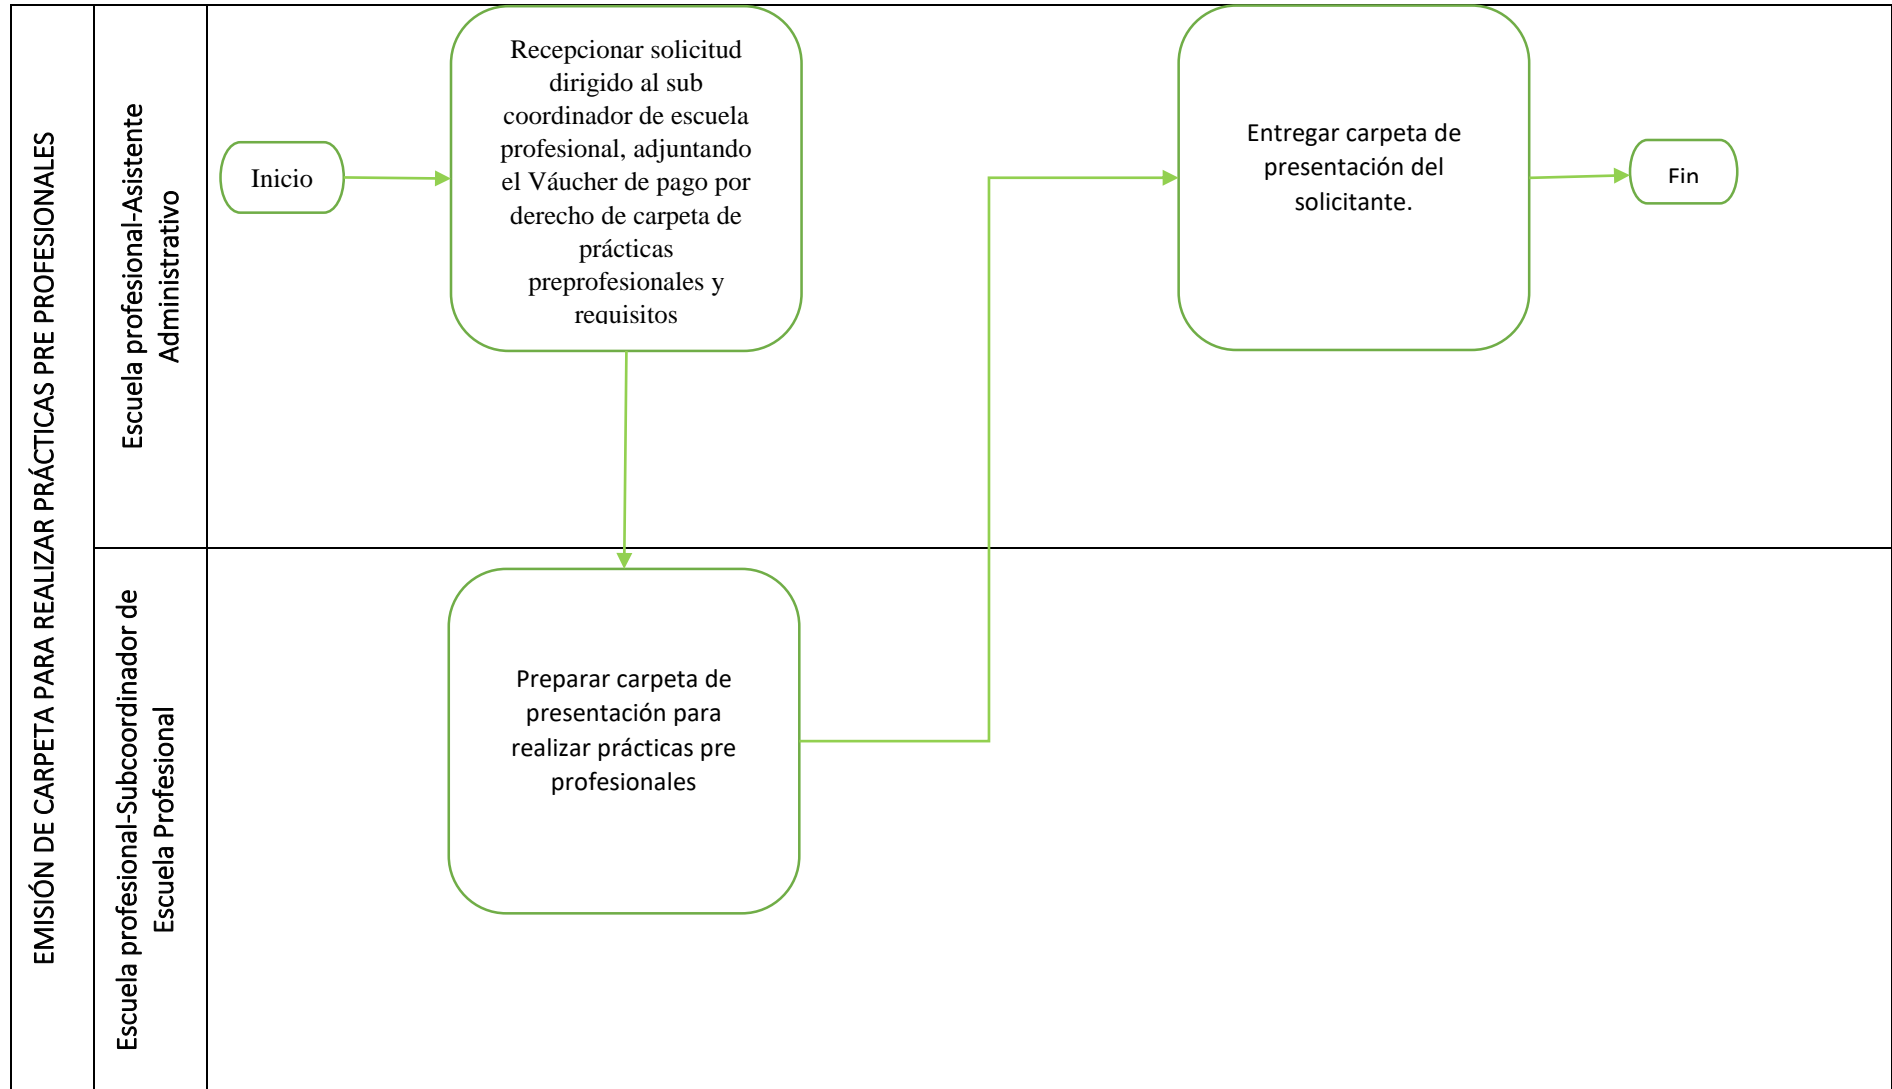 EMISIÓN DE CARPETA PARA REALIZAR PRÁCTICAS PRE PROFESIONALES
Escuela profesional-Asistente
Administrativo
Inicio
Recepcionar solicitud
dirigido al sub
coordinador de escuela
profesional, adjuntando
el Váucher de pago por
derecho de carpeta de
prácticas
preprofesionales y
requisitos
Entregar carpeta de
presentación del
solicitante.
Fin
Escuela profesional-Subcoordinador de
Escuela Profesional
Preparar carpeta de
presentación para
realizar prácticas pre
profesionales